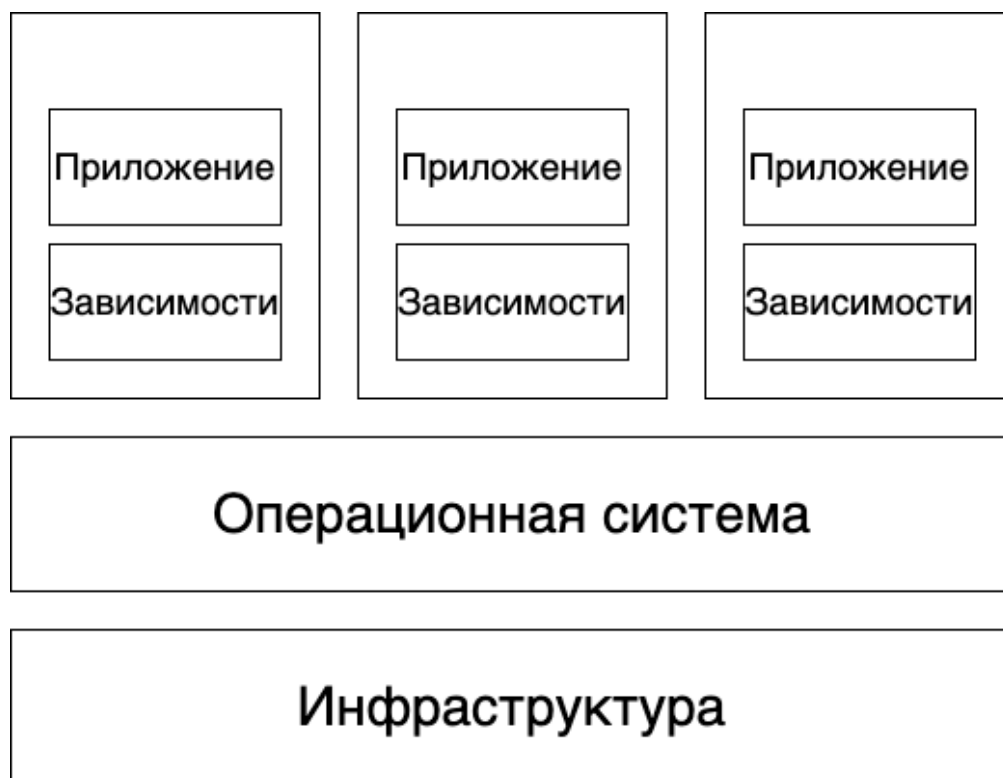 Приложение Приложение Приложение
Зависимости Зависимости Зависимости
Операционная система
Инфраструктура